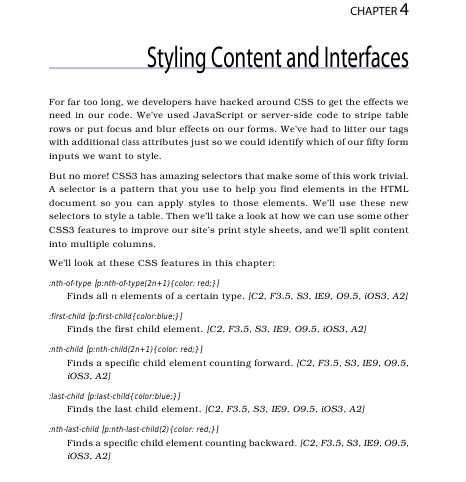 CHAPTER 4
Styling Content and Interfaces
For far too long, we developers have hacked around CSS to get the effects we
need in our code. We’ve used JavaScript or server-side code to stripe table
rows or put focus and blur effects on our forms. We’ve had to litter our tags
with additional class attributes just so we could identify which of our fifty form
inputs we want to style.
But no more! CSS3 has amazing selectors that make some of this work trivial.
A selector is a pattern that you use to help you find elements in the HTML
document so you can apply styles to those elements. We’ll use these new
selectors to style a table. Then we’ll take a look at how we can use some other
CSS3 features to improve our site’s print style sheets, and we’ll split content
into multiple columns.
We’ll look at these CSS features in this chapter:
:nth-of-type [p:nth-of-type(2n+1){color: red;}]
Finds all n elements of a certain type. [C2, F3.5, S3, IE9, O9.5, iOS3, A2]
:first-child [p:first-child{color:blue;}]
Finds the first child element. [C2, F3.5, S3, IE9, O9.5, iOS3, A2]
:nth-child [p:nth-child(2n+1){color: red;}]
Finds a specific child element counting forward. [C2, F3.5, S3, IE9, O9.5,
iOS3, A2]
:last-child [p:last-child{color:blue;}]
Finds the last child element. [C2, F3.5, S3, IE9, O9.5, iOS3, A2]
:nth-last-child [p:nth-last-child(2){color: red;}]
Finds a specific child element counting backward. [C2, F3.5, S3, IE9, O9.5,
iOS3, A2]